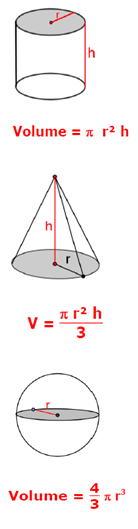 r
h
Volume = π r² h
h
r
V = π r² h / 3
r
Volume = 4/3 π r³